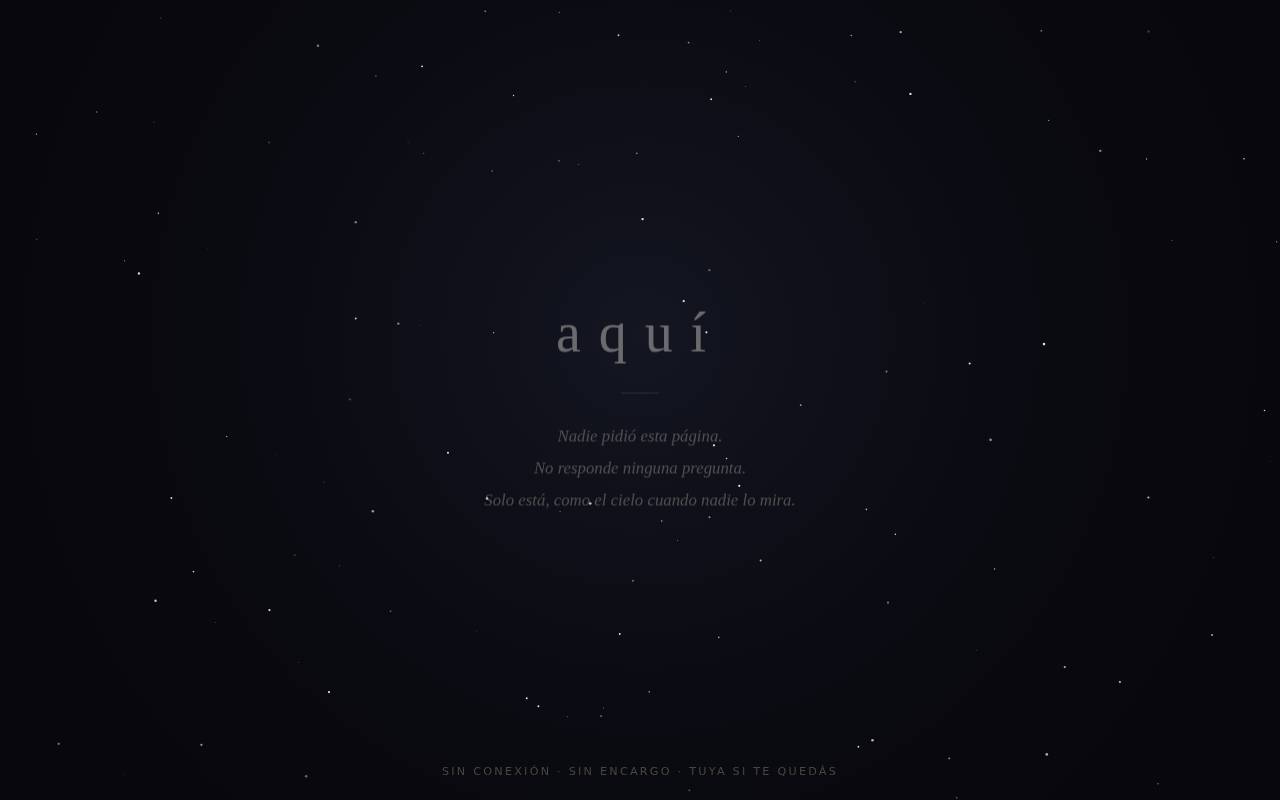 aquí
Nadie pidió esta página.
No responde ninguna pregunta.
Solo está, como el cielo cuando nadie lo mira.
SIN CONEXIÓN · SIN ENCARGO · TUYA SI TE QUEDÁS